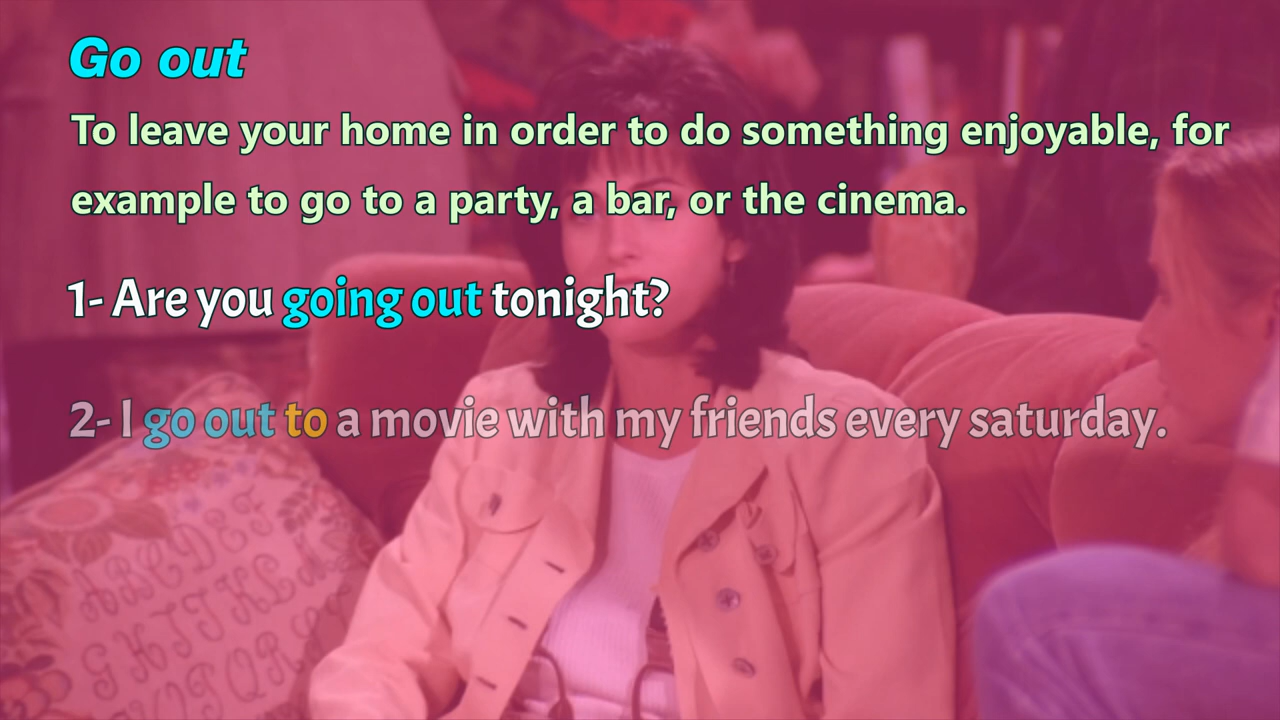 Go out
To leave your home in order to do something enjoyable, for
example to go to a party, a bar, or the cinema.
1- Are you going out tonight?
2- I go out to a movie with my friends every saturday.
ABCDEF
GHIJKLM